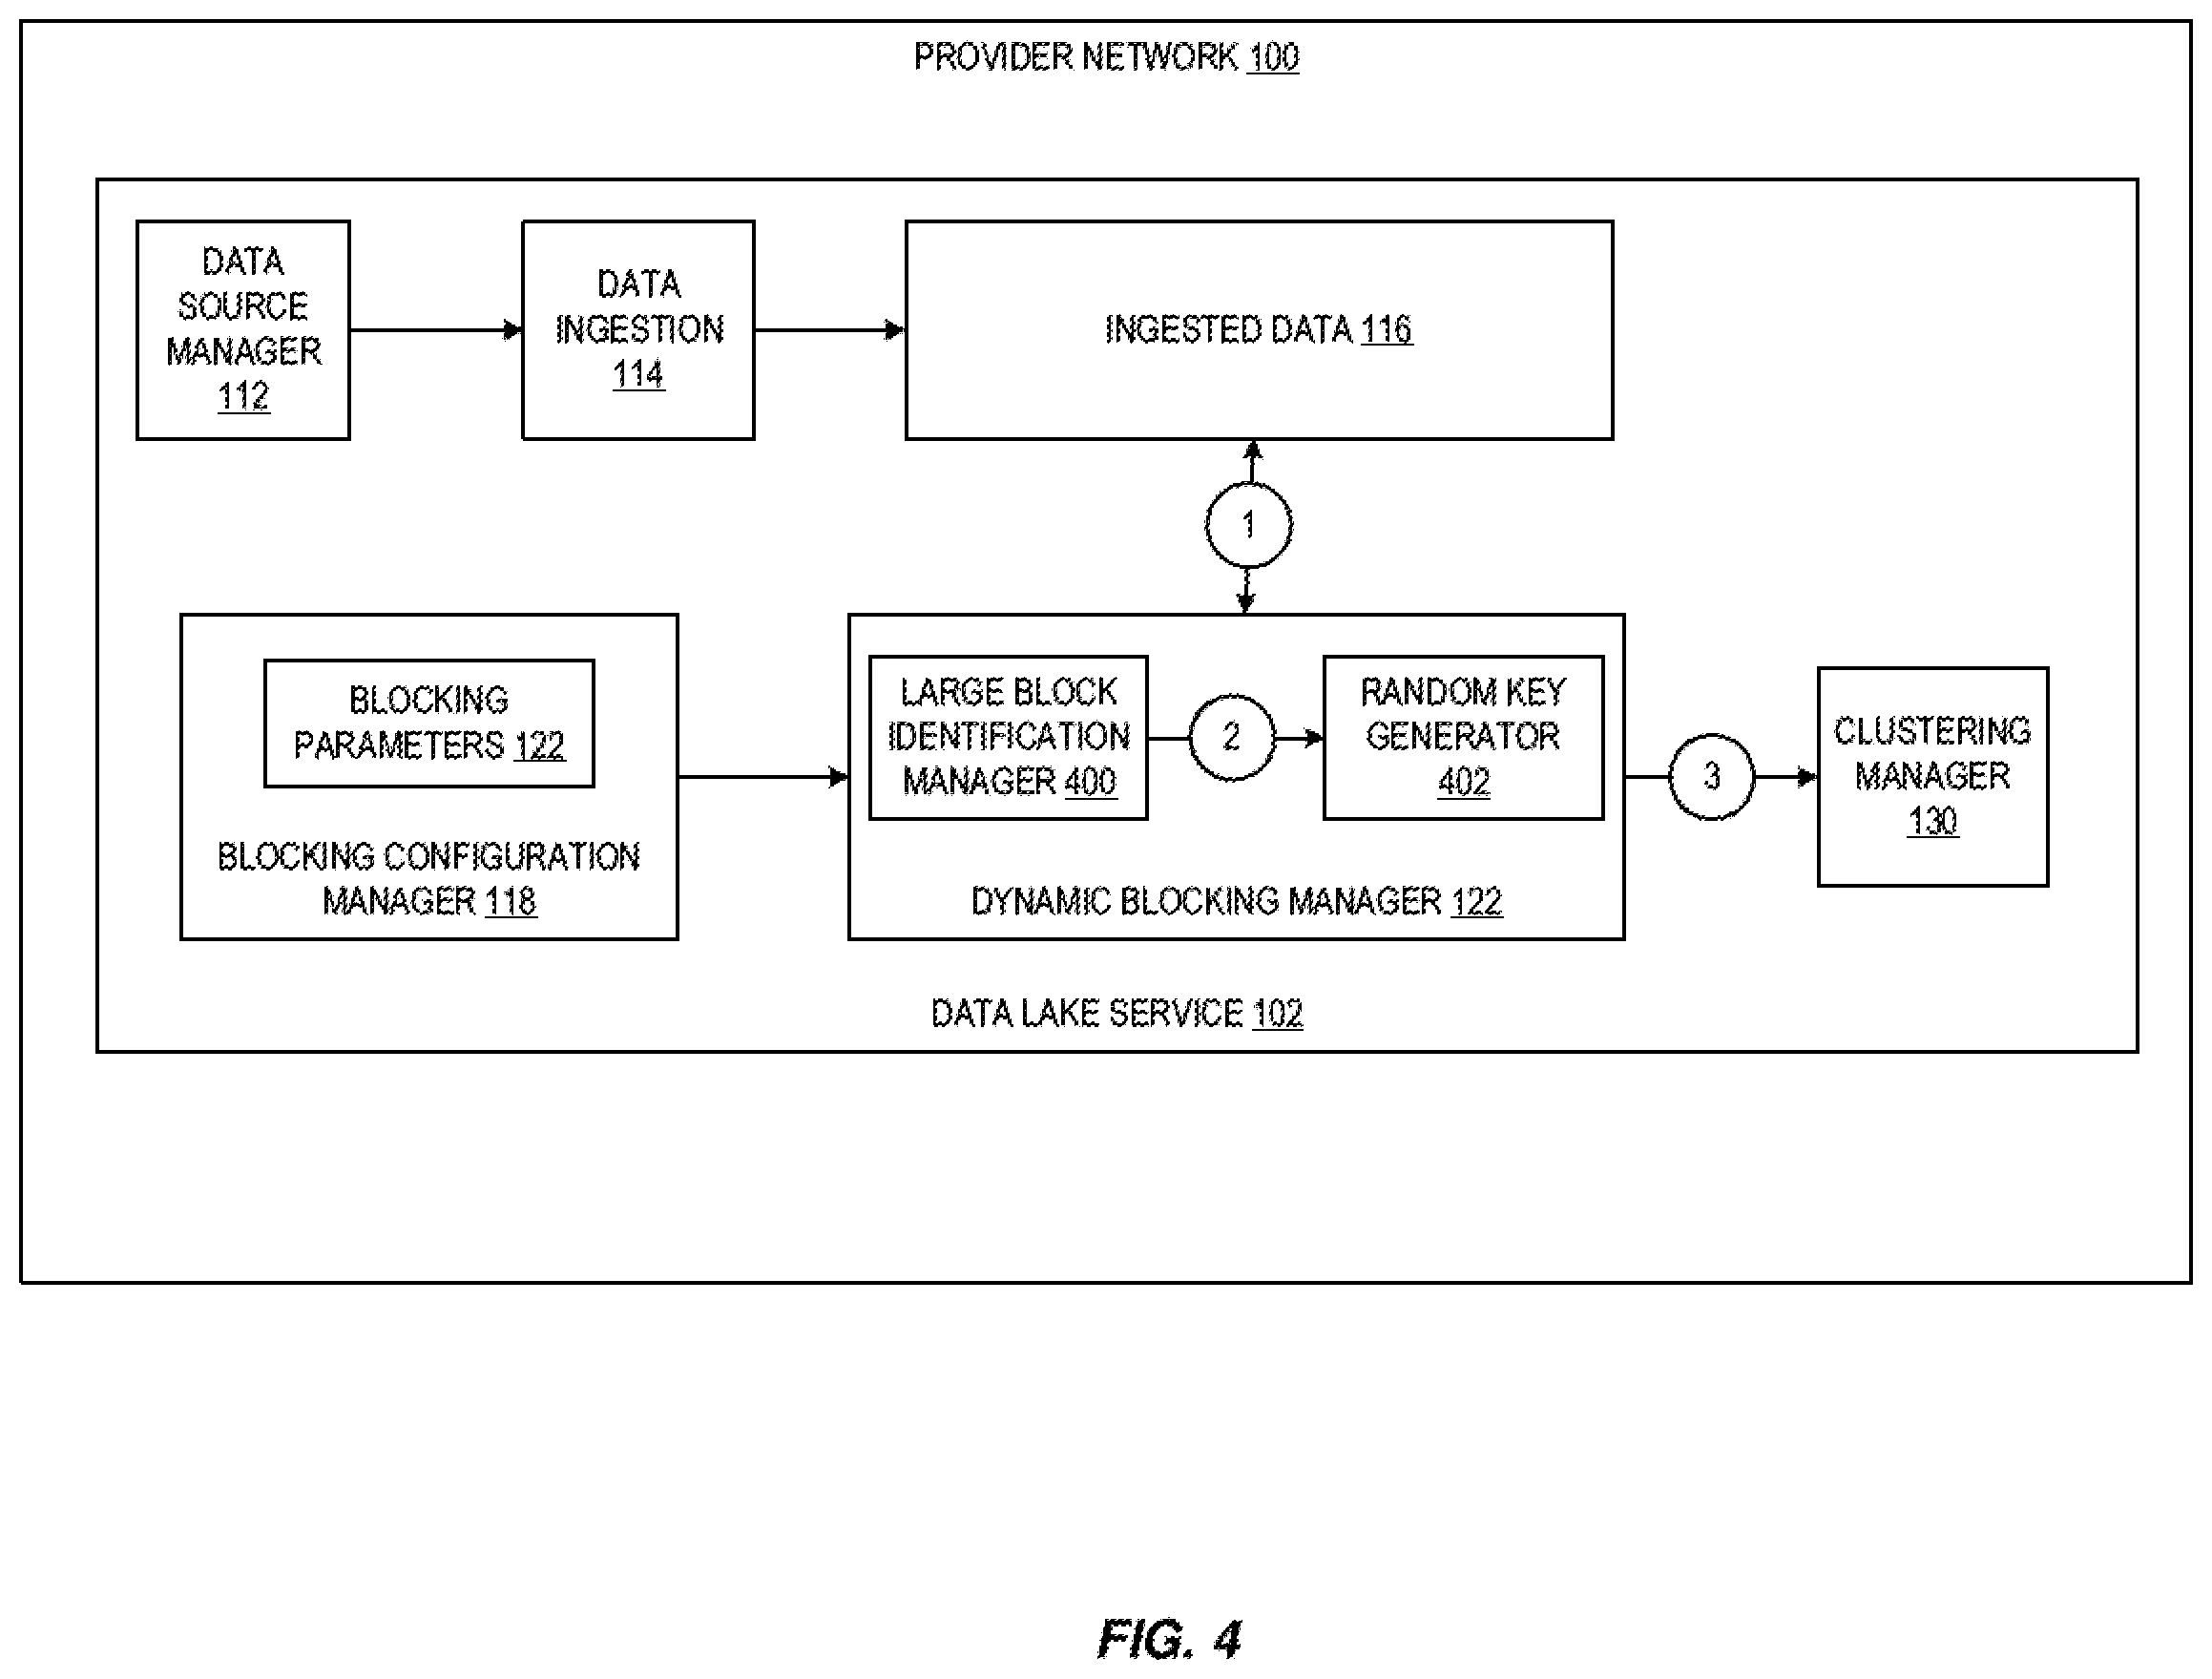 PROVIDER NETWORK 100
DATA
SOURCE
MANAGER
112
DATA
INGESTION
114
INGESTED DATA 116
1
BLOCKING
PARAMETERS 122
BLOCKING CONFIGURATION
MANAGER 118
LARGE BLOCK
IDENTIFICATION
MANAGER 400
2
RANDOM KEY
GENERATOR
402
DYNAMIC BLOCKING MANAGER 122
3
CLUSTERING
MANAGER
130
DATA LAKE SERVICE 102
FIG. 4